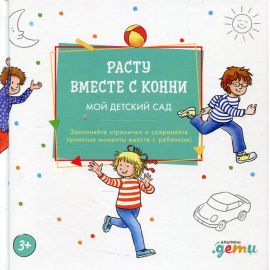 РАСТУ
ВМЕСТЕ С КОННИ
МОЙ ДЕТСКИЙ САД
Заполняйте странички и сохраняйте
приятные моменты вместе с ребенком!
3+
альпина
дети